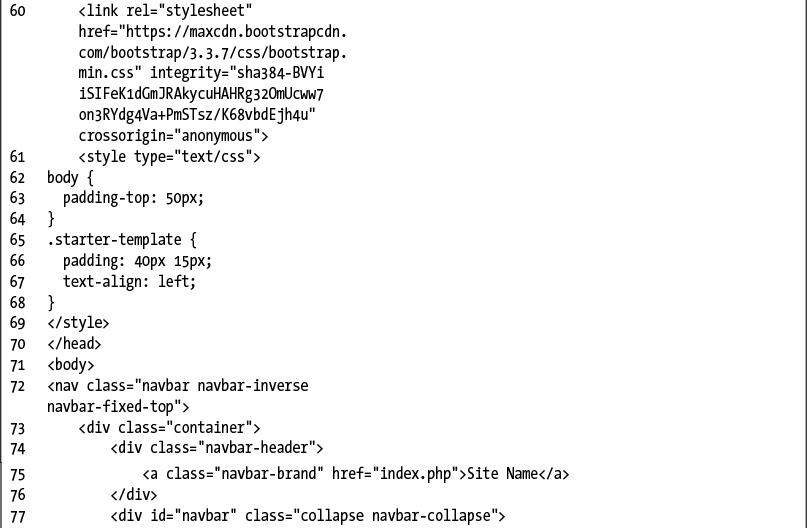 60 <link rel="stylesheet"
href="https://maxcdn.bootstrapcdn.
com/bootstrap/3.3.7/css/bootstrap.
min.css" integrity="sha384-BVYi
iSIFeK1dGmJRAkycuHAHRg32OmUcww7
on3RYdg4Va+PmSTsz/K68vbdEjh4u"
crossorigin="anonymous">
61 <style type="text/css">
62 body {
63 padding-top: 50px;
64 }
65 .starter-template {
66 padding: 40px 15px;
67 text-align: left;
68 }
69 </style>
70 </head>
71 <body>
72 <nav class="navbar navbar-inverse
navbar-fixed-top">
73 <div class="container">
74 <div class="navbar-header">
75 <a class="navbar-brand" href="index.php">Site Name</a>
76 </div>
77 <div id="navbar" class="collapse navbar-collapse">